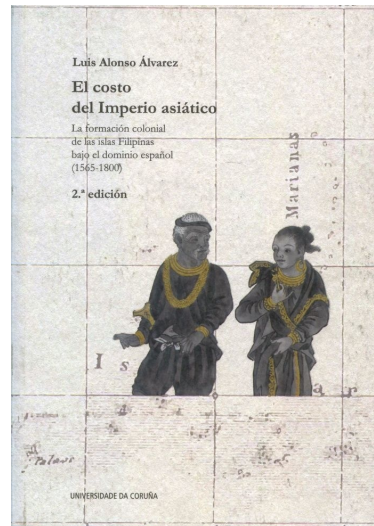 Luis Alonso Álvarez
El costo
del Imperio asiático
La formación colonial
de las islas Filipinas
bajo el dominio español
(1565-1800)
2.ª edición
Marianas
I s
a r
Palaos
UNIVERSIDADE DA CORUÑA